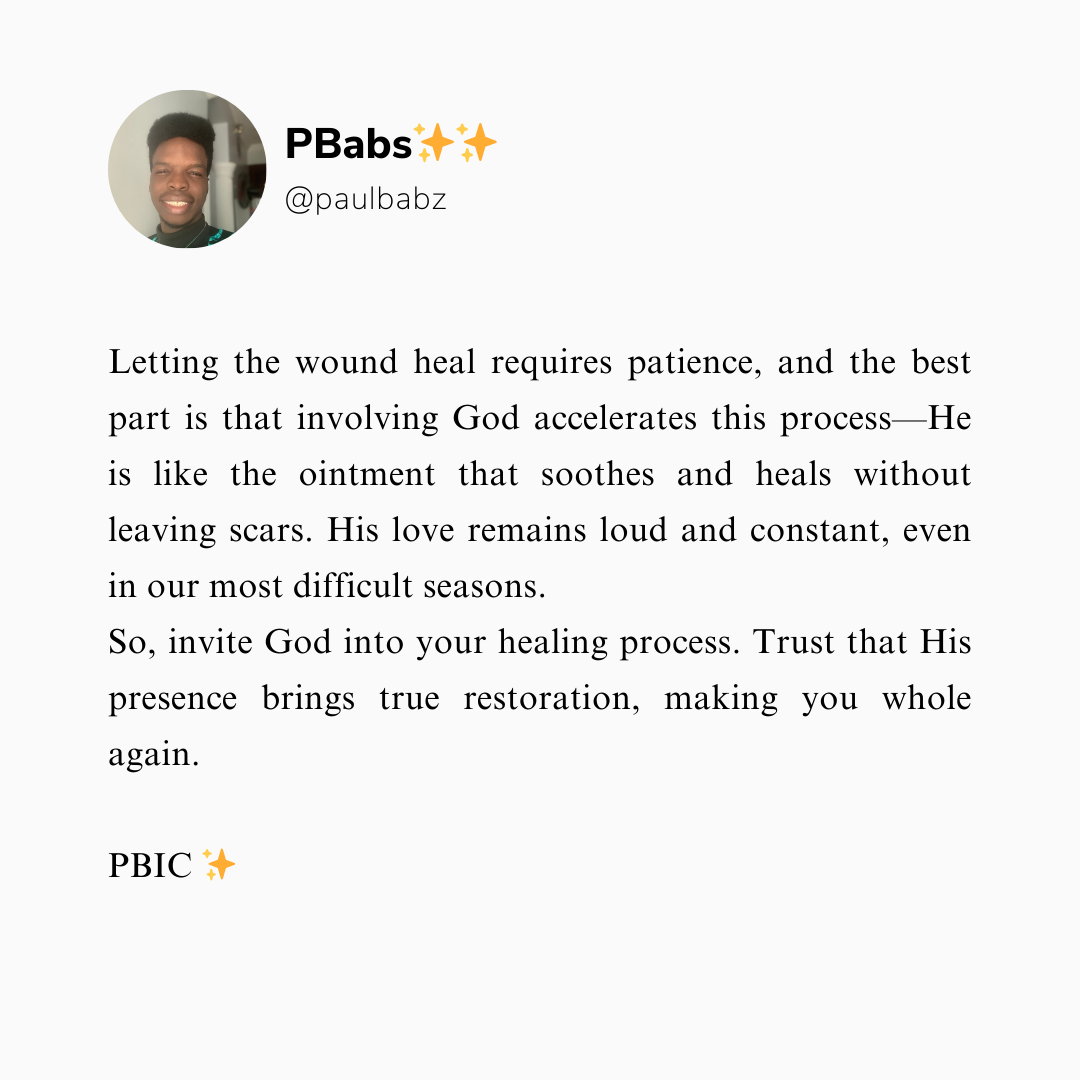 PBabs✨✨
@paulbabz
Letting the wound heal requires patience, and the best
part is that involving God accelerates this process—He
is like the ointment that soothes and heals without
leaving scars. His love remains loud and constant, even
in our most difficult seasons.
So, invite God into your healing process. Trust that His
presence brings true restoration, making you whole
again.
PBIC ✨